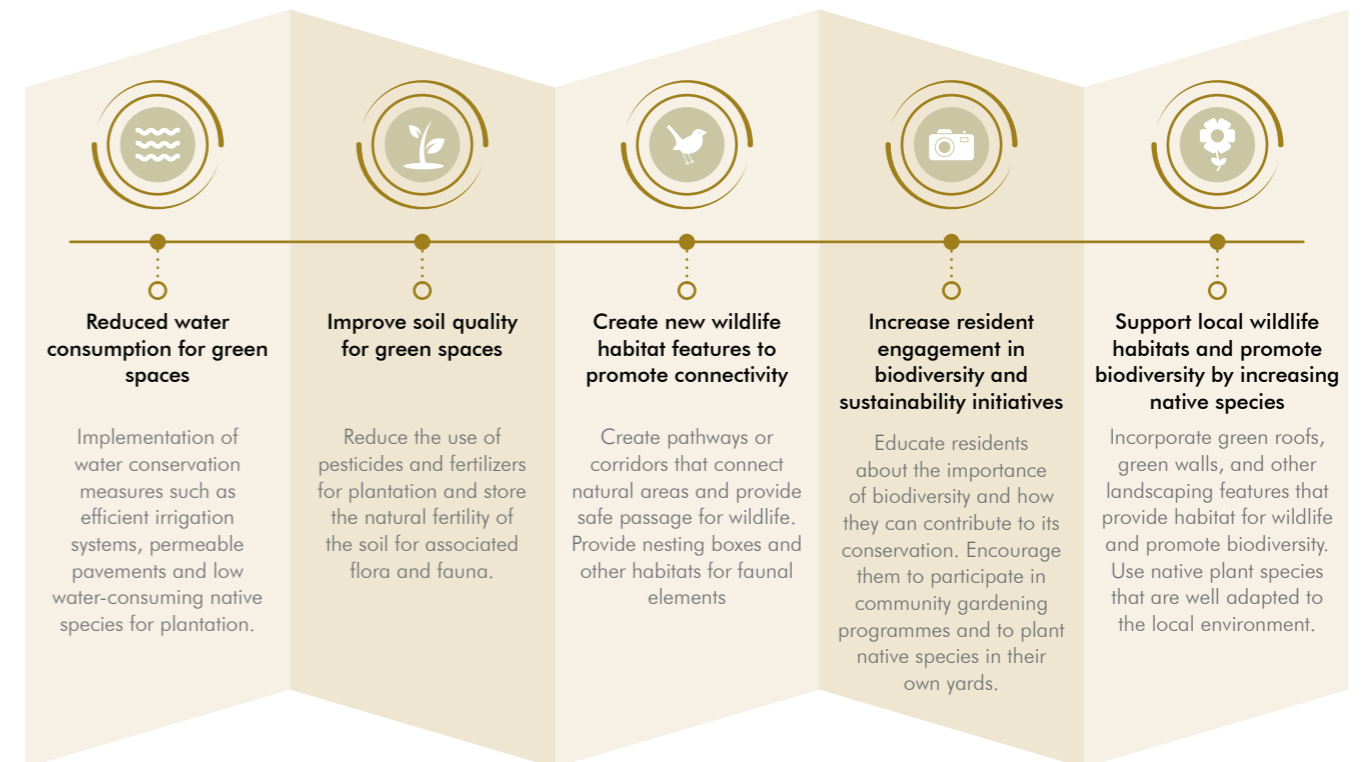 Reduced water
consumption for green
spaces
Implementation of
water conservation
measures such as
efficient irrigation
systems, permeable
pavements and low
water-consuming native
species for plantation.
Improve soil quality
for green spaces
Reduce the use of
pesticides and fertilizers
for plantation and store
the natural fertility of
the soil for associated
flora and fauna.
Create new wildlife
habitat features to
promote connectivity
Create pathways or
corridors that connect
natural areas and provide
safe passage for wildlife.
Provide nesting boxes and
other habitats for faunal
elements
Increase resident
engagement in
biodiversity and
sustainability initiatives
Educate residents
about the importance
of biodiversity and how
they can contribute to its
conservation. Encourage
them to participate in
community gardening
programmes and to plant
native species in their
own yards.
Support local wildlife
habitats and promote
biodiversity by increasing
native species
Incorporate green roofs,
green walls, and other
landscaping features that
provide habitat for wildlife
and promote biodiversity.
Use native plant species
that are well adapted to
the local environment.